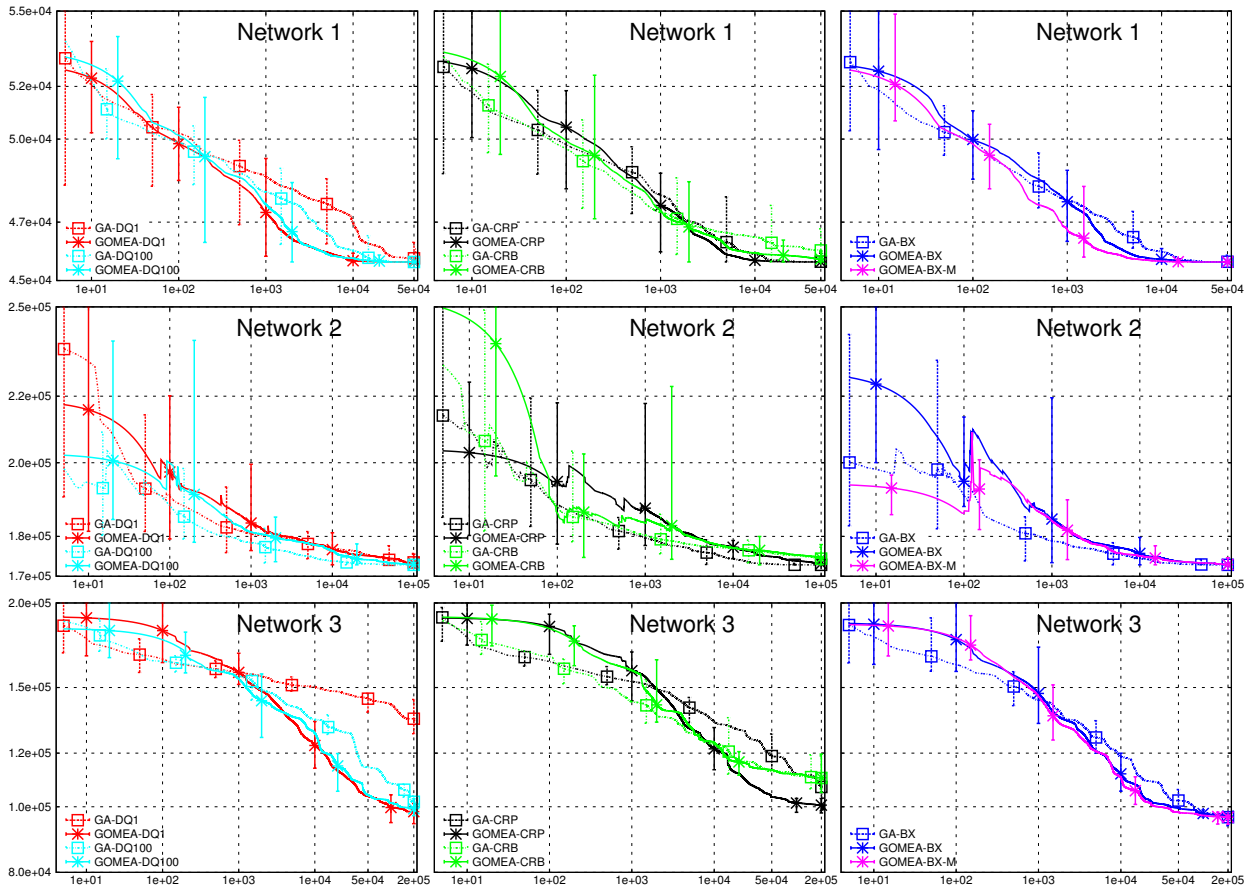 Network 1
5.5e+04
5.2e+04
5.0e+04
4.7e+04
4.5e+04
GA-DQ1
GOMEA-DQ1
GA-DQ100
GOMEA-DQ100
1e+01 1e+02 1e+03 1e+04 5e+04
Network 1
GA-CRP
GOMEA-CRP
GA-CRB
GOMEA-CRB
1e+01 1e+02 1e+03 1e+04 5e+04
Network 1
GA-BX
GOMEA-BX
GOMEA-BX-M
1e+01 1e+02 1e+03 1e+04 5e+04
Network 2
2.5e+05
2.2e+05
2.0e+05
1.8e+05
1.7e+05
GA-DQ1
GOMEA-DQ1
GA-DQ100
GOMEA-DQ100
1e+01 1e+02 1e+03 1e+04 1e+05
Network 2
GA-CRP
GOMEA-CRP
GA-CRB
GOMEA-CRB
1e+01 1e+02 1e+03 1e+04 1e+05
Network 2
GA-BX
GOMEA-BX
GOMEA-BX-M
1e+01 1e+02 1e+03 1e+04 1e+05
Network 3
2.0e+05
1.5e+05
1.2e+05
1.0e+05
8.0e+04
GA-DQ1
GOMEA-DQ1
GA-DQ100
GOMEA-DQ100
1e+01 1e+02 1e+03 1e+04 5e+04 2e+05
Network 3
GA-CRP
GOMEA-CRP
GA-CRB
GOMEA-CRB
1e+01 1e+02 1e+03 1e+04 5e+04 2e+05
Network 3
GA-BX
GOMEA-BX
GOMEA-BX-M
1e+01 1e+02 1e+03 1e+04 5e+04 2e+05